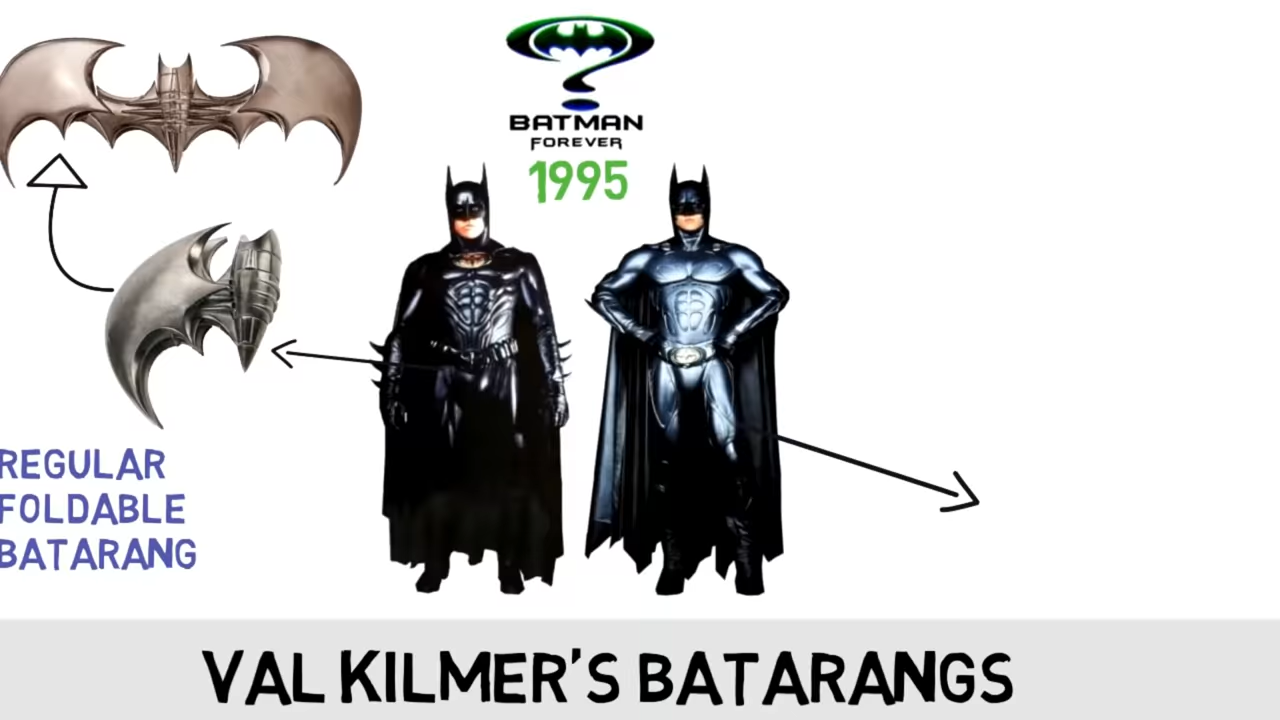 BATMAN
FOREVER
1995
REGULAR
FOLDABLE
BATARANG
VAL KILMER'S BATARANGS